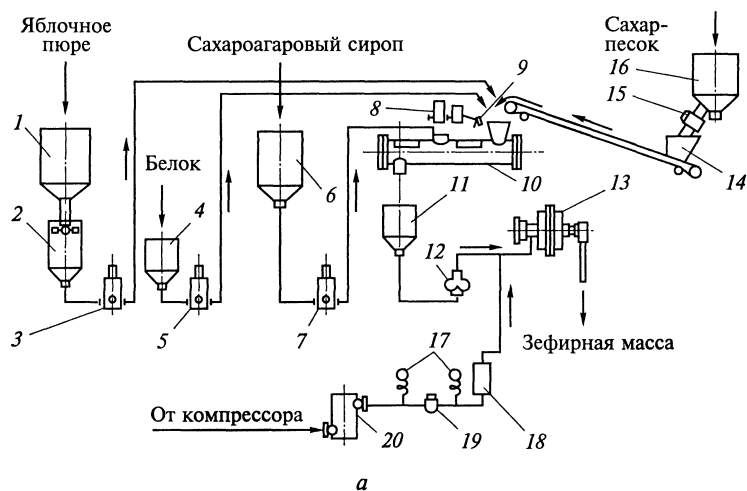 Яблочное
пюре
Сахароагаровый сироп
Сахар-
песок
9
16
8
15
1
Белок
6
10
14
11
13
2
4
12
3
5
7
17
Зефирная масса
От компрессора
20
19
18
а